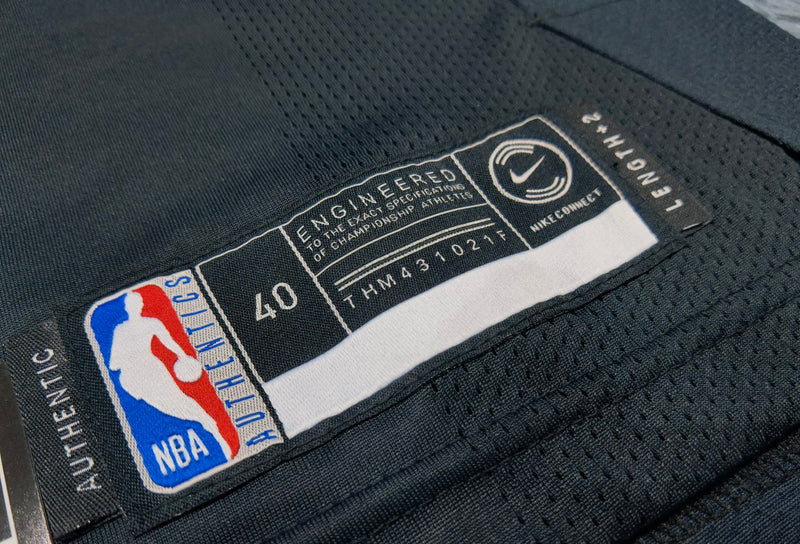 AUTHENTIC
NBA
AUTHENTICS
40
ENGINEERED
TO THE EXACT SPECIFICATIONS
OF CHAMPIONSHIP ATHLETES
THM431021F
NIKECONNECT
LENGTH+2